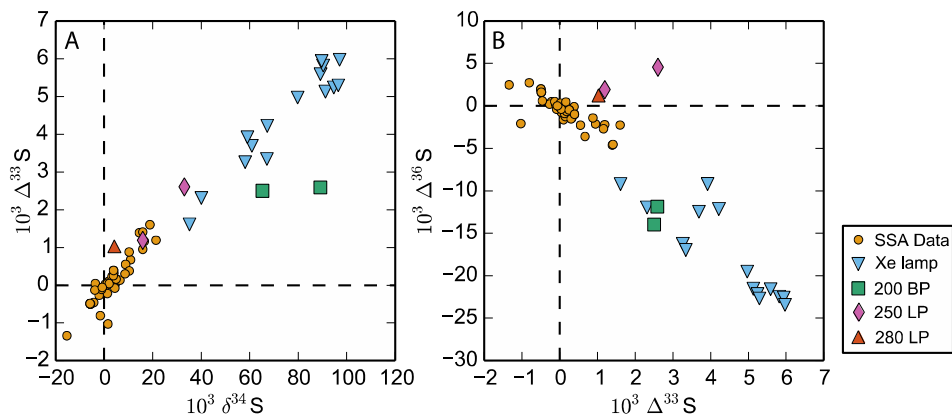 A
10³ Δ³³S
6
5
4
3
2
1
0
−1
−2
−20 0 20 40 60 80 100 120
10³ δ³⁴S
B
10³ Δ³⁶S
10
5
0
−5
−10
−15
−20
−25
−30
−2 −1 0 1 2 3 4 5 6 7
10³ Δ³³S
SSA Data
Xe lamp
200 BP
250 LP
280 LP